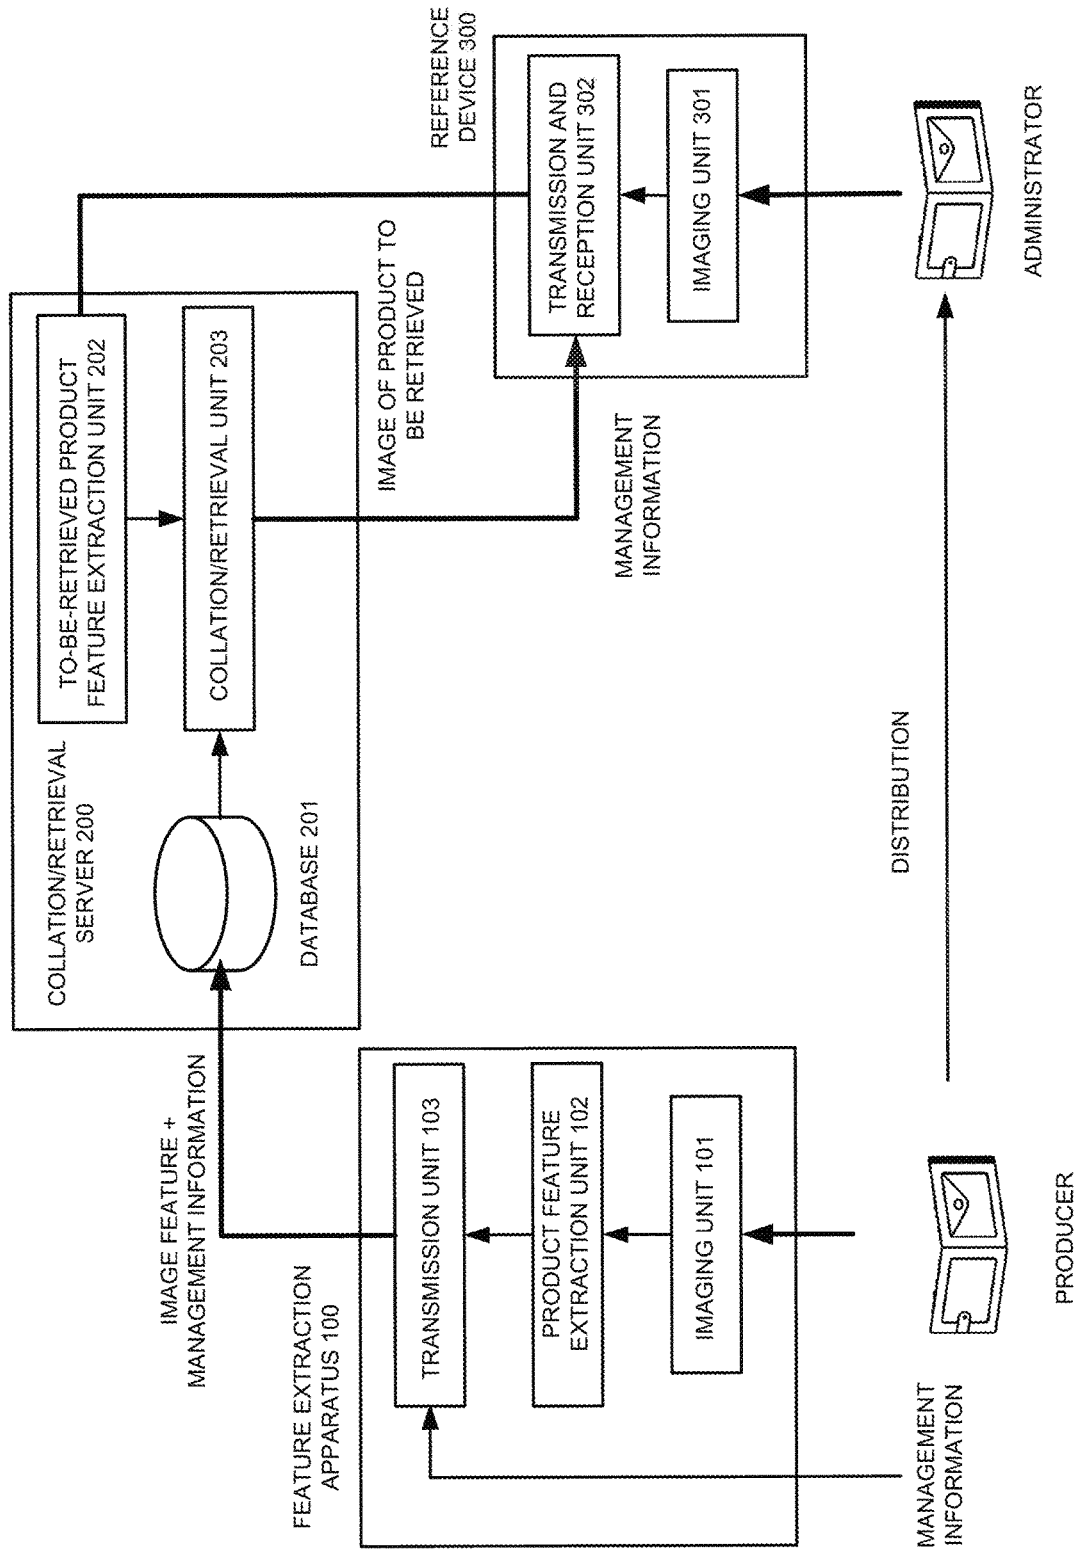 COLLATION/RETRIEVAL
SERVER 200
TO-BE-RETRIEVED PRODUCT
FEATURE EXTRACTION UNIT 202
COLLATION/RETRIEVAL UNIT 203
DATABASE 201
IMAGE FEATURE +
MANAGEMENT INFORMATION
IMAGE OF PRODUCT TO
BE RETRIEVED
FEATURE EXTRACTION
APPARATUS 100
TRANSMISSION UNIT 103
PRODUCT FEATURE
EXTRACTION UNIT 102
IMAGING UNIT 101
MANAGEMENT
INFORMATION
REFERENCE
DEVICE 300
TRANSMISSION AND
RECEPTION UNIT 302
IMAGING UNIT 301
MANAGEMENT
INFORMATION
PRODUCER
DISTRIBUTION
ADMINISTRATOR